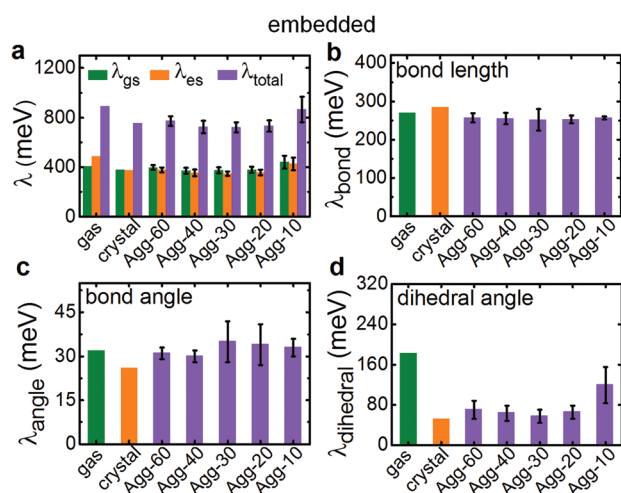 embedded
a
λgs λes λtotal
λ (meV)
1200
800
400
0
gas crystal Agg-60 Agg-40 Agg-30 Agg-20 Agg-10
b
bond length
λbond (meV)
400
300
200
100
0
gas crystal Agg-60 Agg-40 Agg-30 Agg-20 Agg-10
c
bond angle
λangle (meV)
45
30
15
0
gas crystal Agg-60 Agg-40 Agg-30 Agg-20 Agg-10
d
dihedral angle
λdihedral (meV)
320
240
160
80
0
gas crystal Agg-60 Agg-40 Agg-30 Agg-20 Agg-10